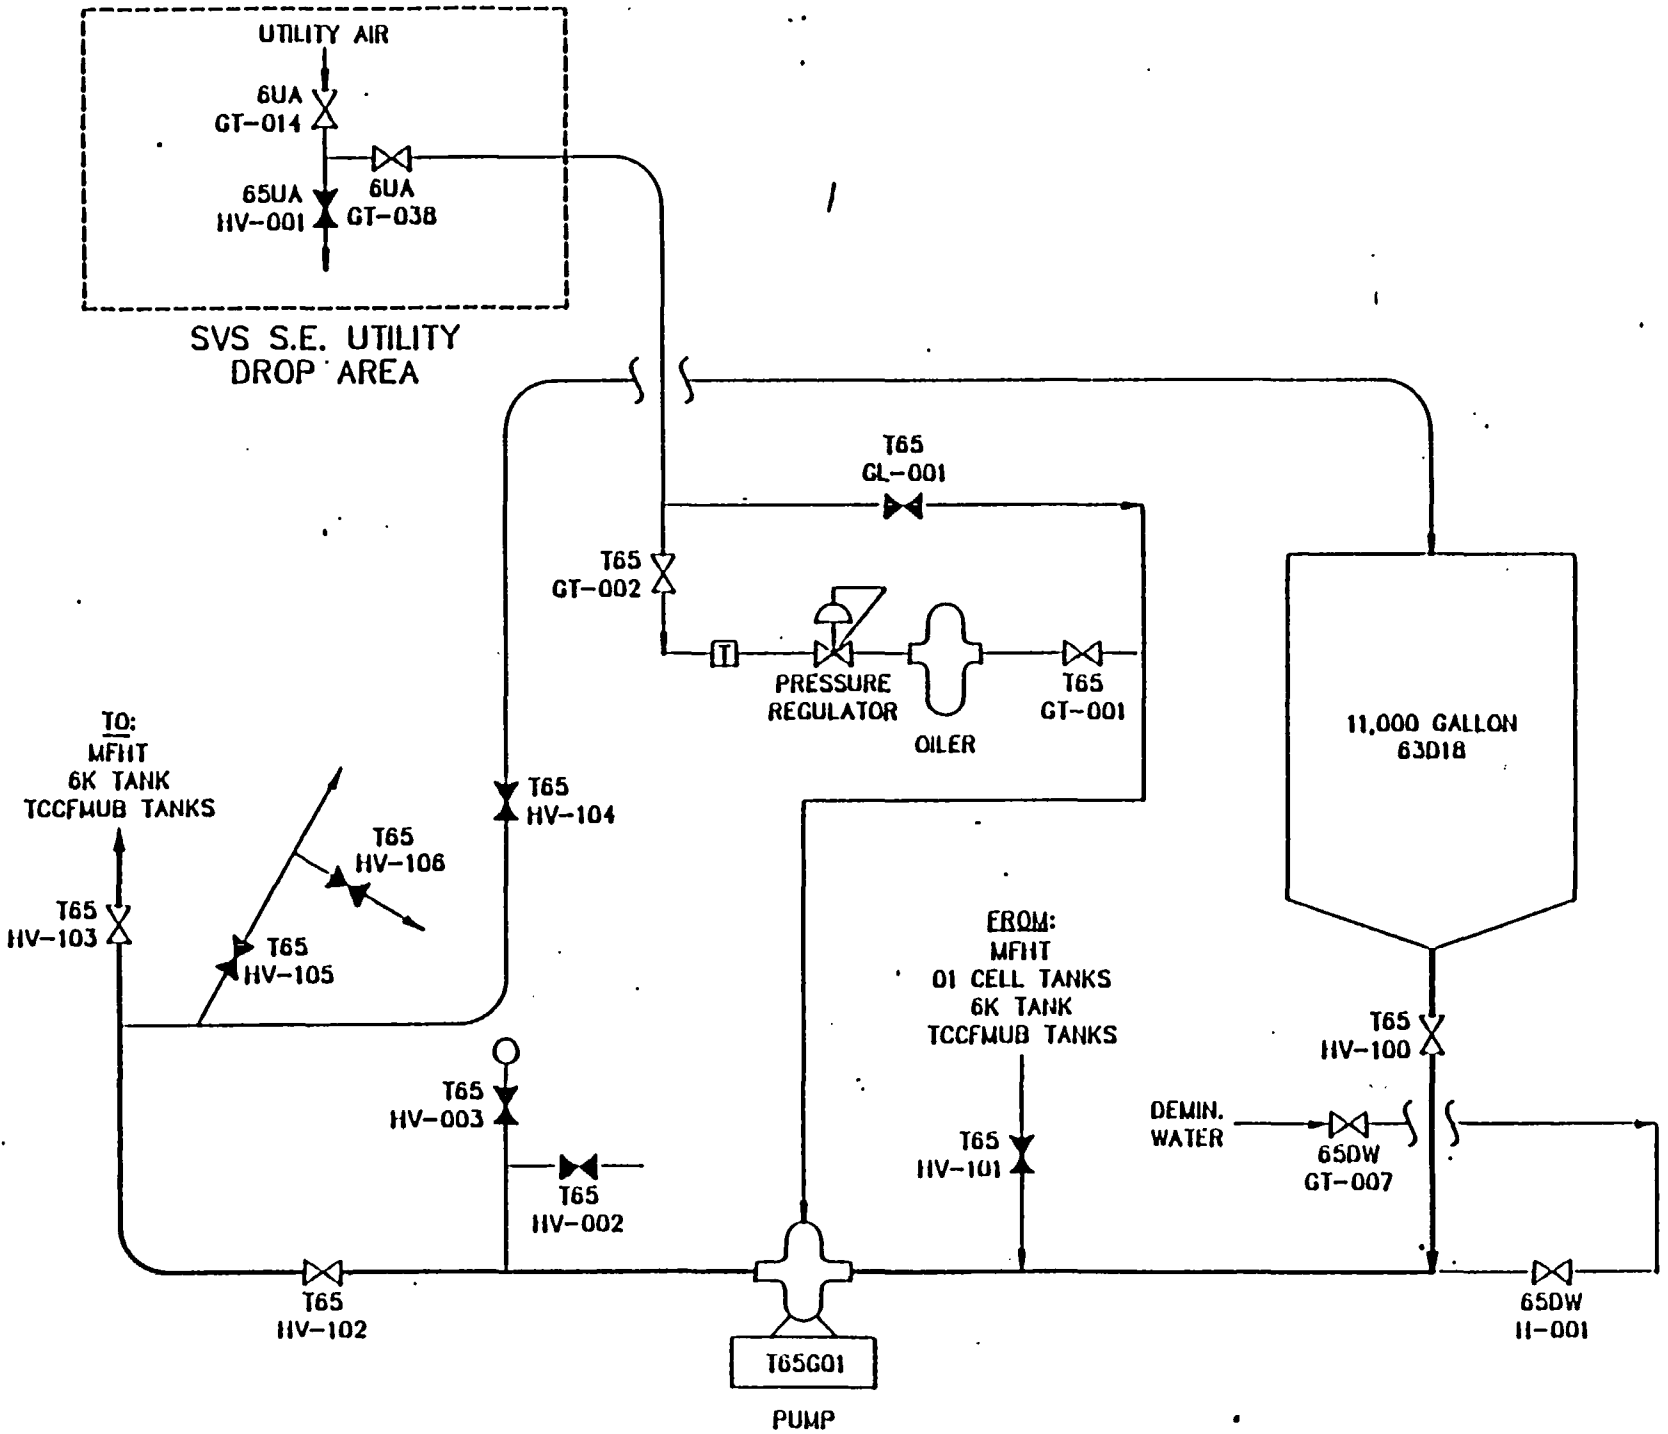 UTILITY AIR
6UA
GT-014
65UA
HV-001
6UA
GT-038
SVS S.E. UTILITY
DROP AREA
T65
GL-001
T65
GT-002
T
PRESSURE
REGULATOR
OILER
T65
GT-001
11,000 GALLON
63D18
TO:
MFHT
6K TANK
TCCFMUB TANKS
T65
HV-104
T65
HV-106
T65
HV-103
T65
HV-105
FROM:
MFHT
01 CELL TANKS
6K TANK
TCCFMUB TANKS
T65
HV-100
T65
HV-003
DEMIN.
WATER
T65
HV-101
65DW
GT-007
T65
HV-002
T65
HV-102
65DW
H-001
T65G01
PUMP